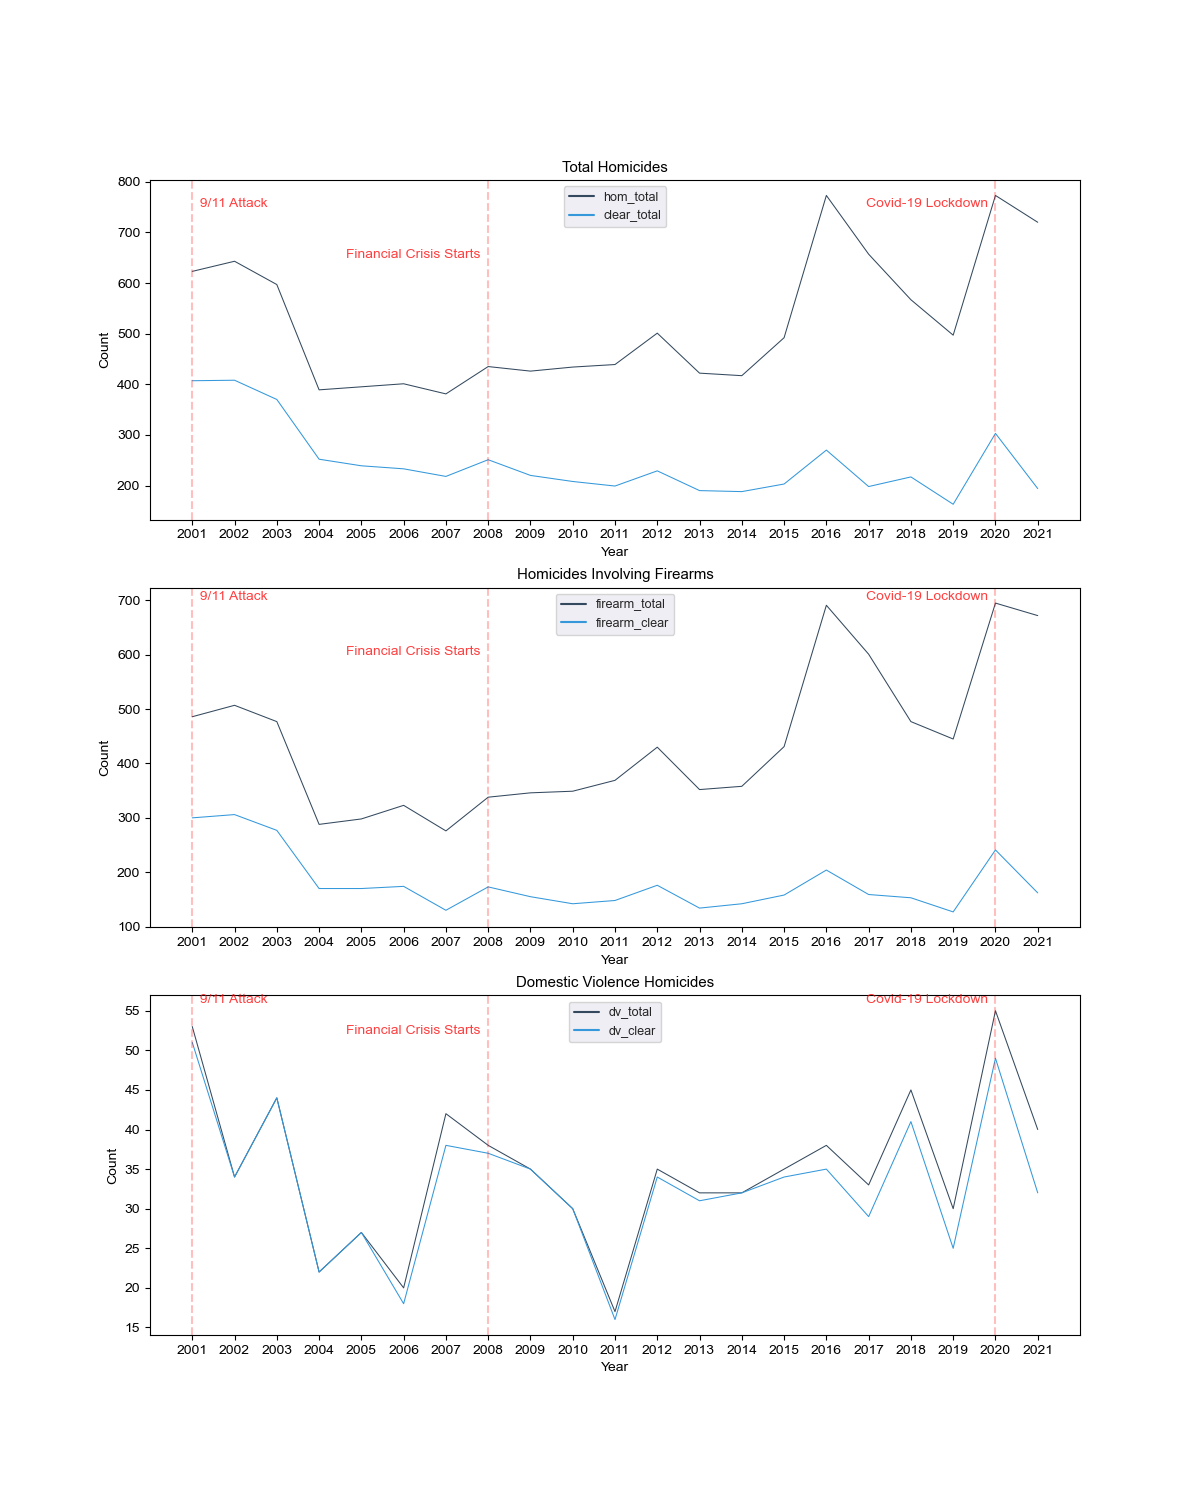 Total Homicides
800
700
600
500
400
300
200
Count
9/11 Attack
Financial Crisis Starts
Covid-19 Lockdown
hom_total
clear_total
2001 2002 2003 2004 2005 2006 2007 2008 2009 2010 2011 2012 2013 2014 2015 2016 2017 2018 2019 2020 2021
Year
Homicides Involving Firearms
700
600
500
400
300
200
100
Count
9/11 Attack
Financial Crisis Starts
Covid-19 Lockdown
firearm_total
firearm_clear
2001 2002 2003 2004 2005 2006 2007 2008 2009 2010 2011 2012 2013 2014 2015 2016 2017 2018 2019 2020 2021
Year
Domestic Violence Homicides
55
50
45
40
35
30
25
20
15
Count
9/11 Attack
Financial Crisis Starts
Covid-19 Lockdown
dv_total
dv_clear
2001 2002 2003 2004 2005 2006 2007 2008 2009 2010 2011 2012 2013 2014 2015 2016 2017 2018 2019 2020 2021
Year